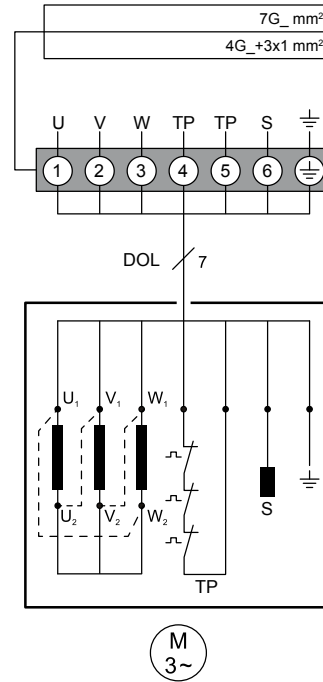 7G_ mm²
4G_+3x1 mm²
U V W TP TP S
1 2 3 4 5 6
DOL 7
U₁ V₁ W₁
U₂ V₂ W₂ S
TP
M
3~